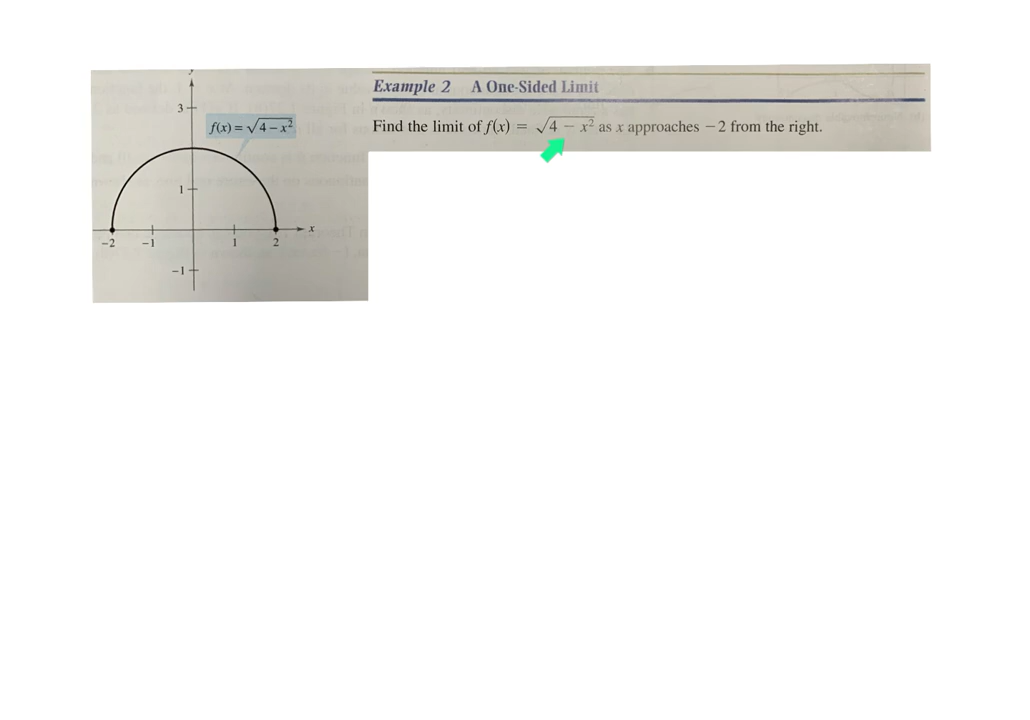 y
3
f(x) = √4 – x²
1
–2 –1 1 2 x
–1
Example 2 A One-Sided Limit
Find the limit of f(x) = √4 – x² as x approaches –2 from the right.